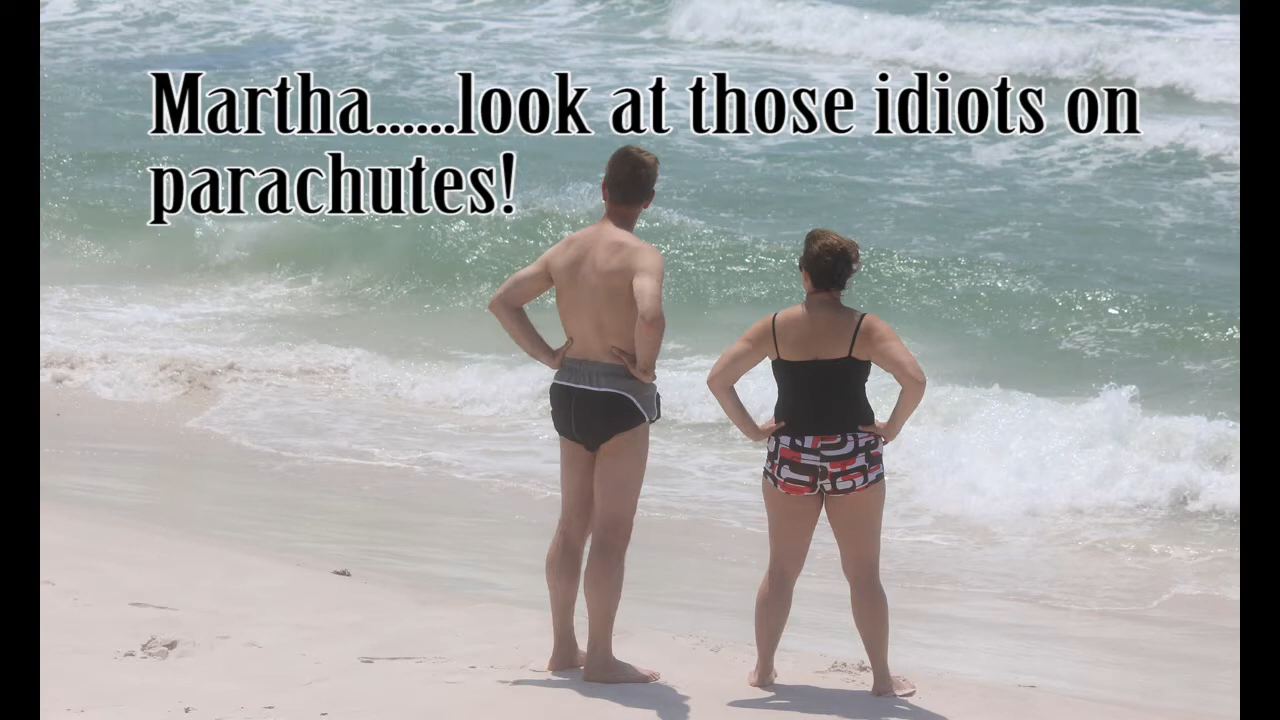 Martha......look at those idiots on
parachutes!